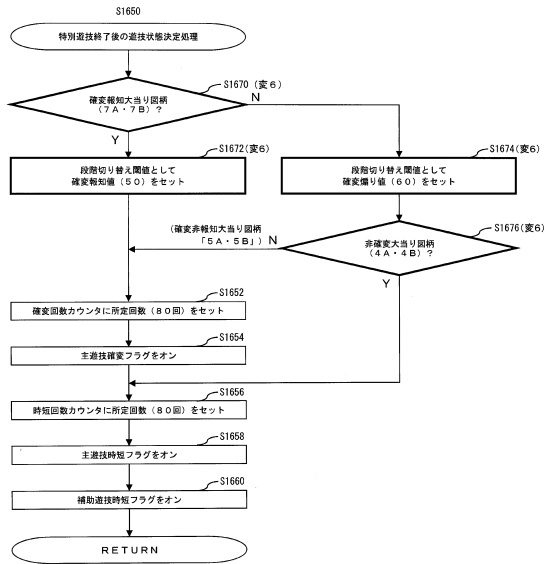 S1650
特別遊技終了後の遊技状態決定処理
S1670 (変6)
確変報知大当り図柄
(7A・7B)?
N
Y
S1672(変6)
段階切り替え閾値として
確変報知値(50)をセット
S1674(変6)
段階切り替え閾値として
確変煽り値(60)をセット
S1676(変6)
非確変大当り図柄
(4A・4B)?
(確変非報知大当り図柄
「5A・5B」)
N
Y
S1652
確変回数カウンタに所定回数(80回)をセット
S1654
主遊技確変フラグをオン
S1656
時短回数カウンタに所定回数(80回)をセット
S1658
主遊技時短フラグをオン
S1660
補助遊技時短フラグをオン
RETURN